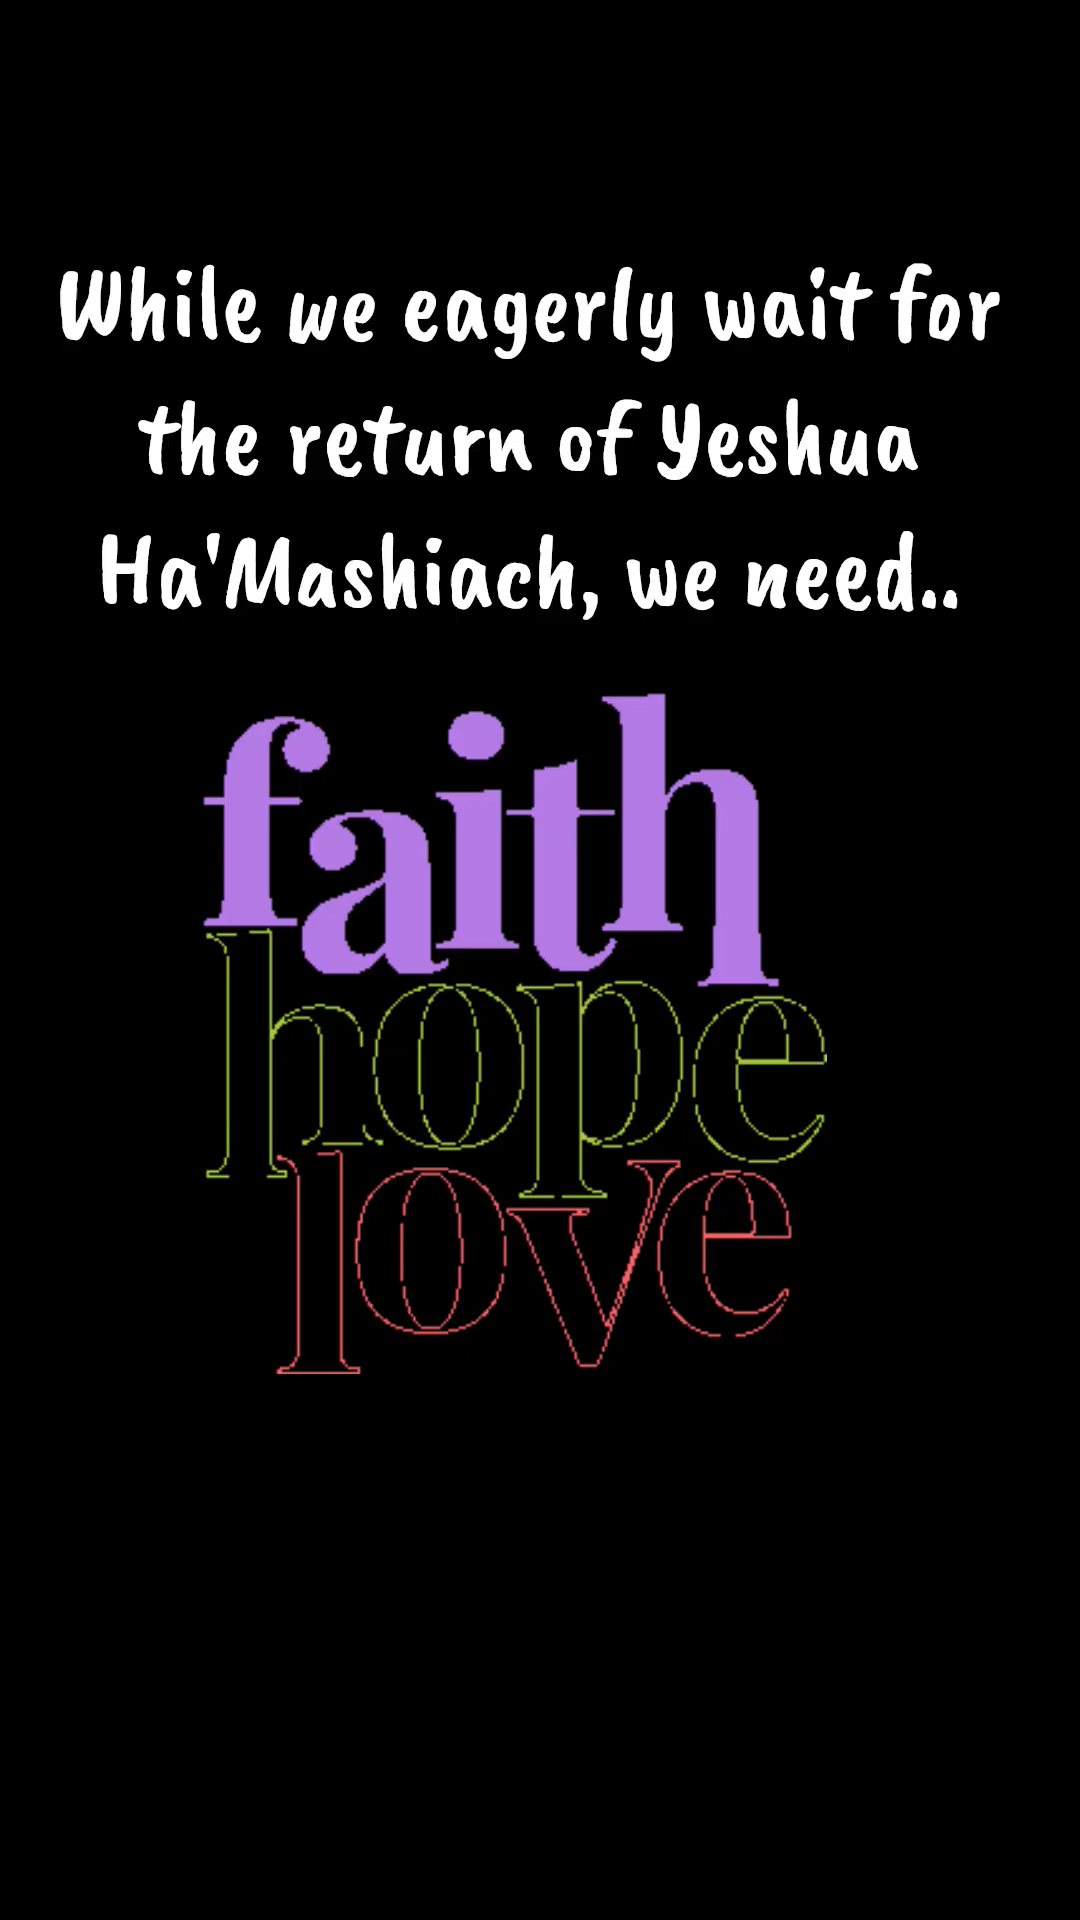 While we eagerly wait for
the return of Yeshua
Ha'Mashiach, we need..
faith
hope
love